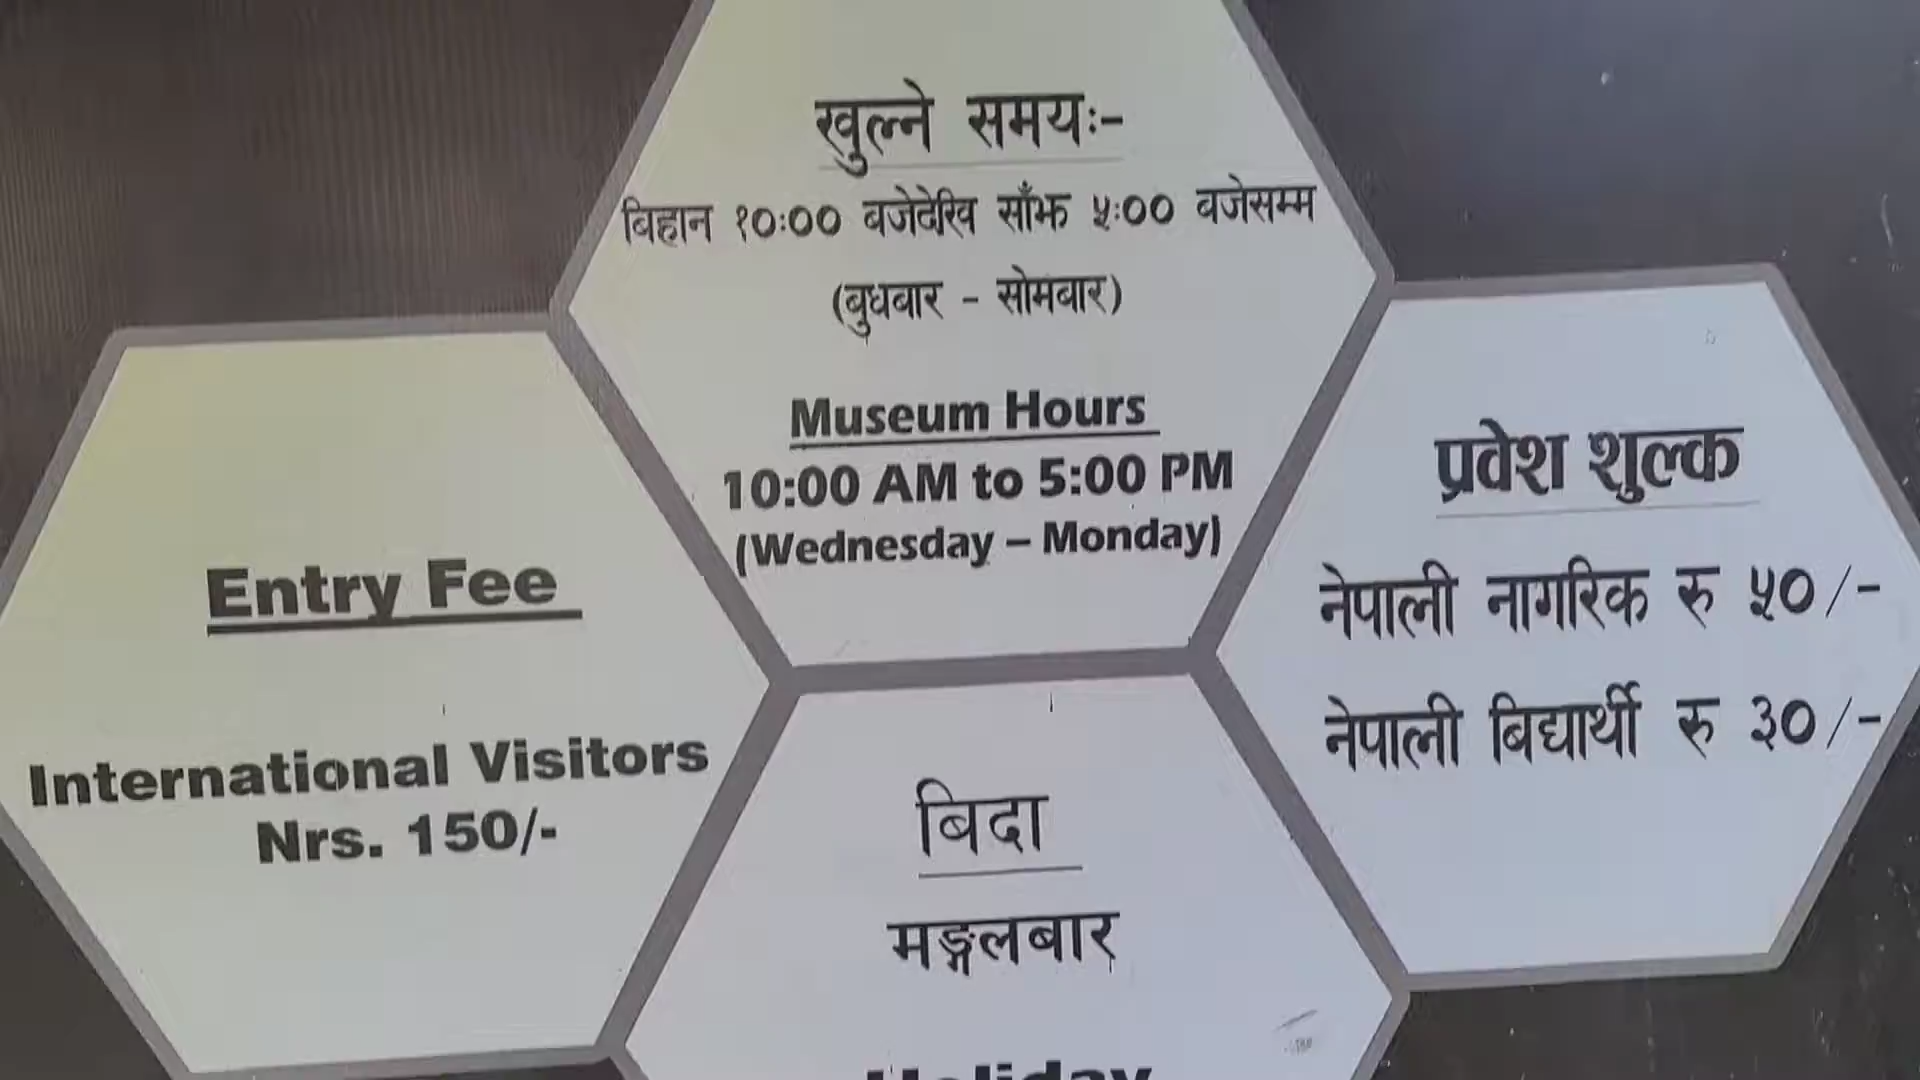 खुल्ने समयः-
बिहान १०:०० बजेदेखि साँझ ५:०० बजेसम्म
(बुधबार - सोमबार)
Museum Hours
10:00 AM to 5:00 PM
(Wednesday – Monday)
Entry Fee
International Visitors
Nrs. 150/-
प्रवेश शुल्क
नेपाली नागरिक रु ५०/-
नेपाली बिद्यार्थी रु ३०/-
बिदा
मङ्गलबार
Holiday